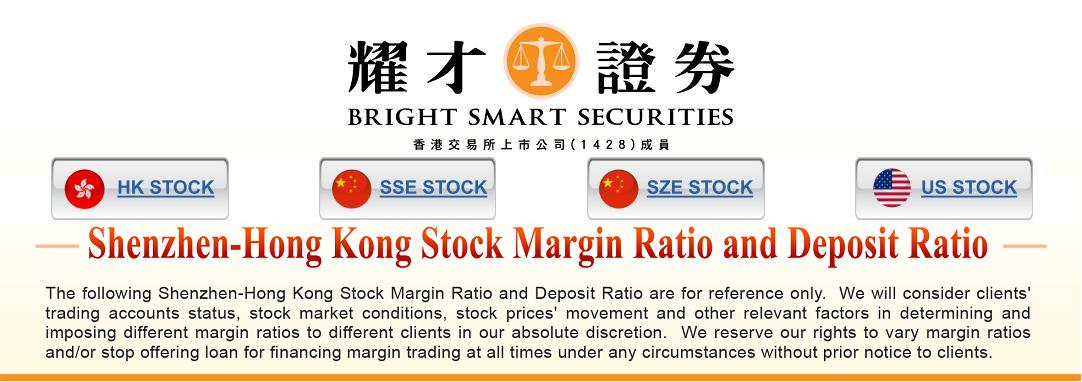 耀才證券
BRIGHT SMART SECURITIES
香港交易所上市公司(1428)成員
HK STOCK SSE STOCK SZE STOCK US STOCK
Shenzhen-Hong Kong Stock Margin Ratio and Deposit Ratio
The following Shenzhen-Hong Kong Stock Margin Ratio and Deposit Ratio are for reference only. We will consider clients'
trading accounts status, stock market conditions, stock prices' movement and other relevant factors in determining and
imposing different margin ratios to different clients in our absolute discretion. We reserve our rights to vary margin ratios
and/or stop offering loan for financing margin trading at all times under any circumstances without prior notice to clients.